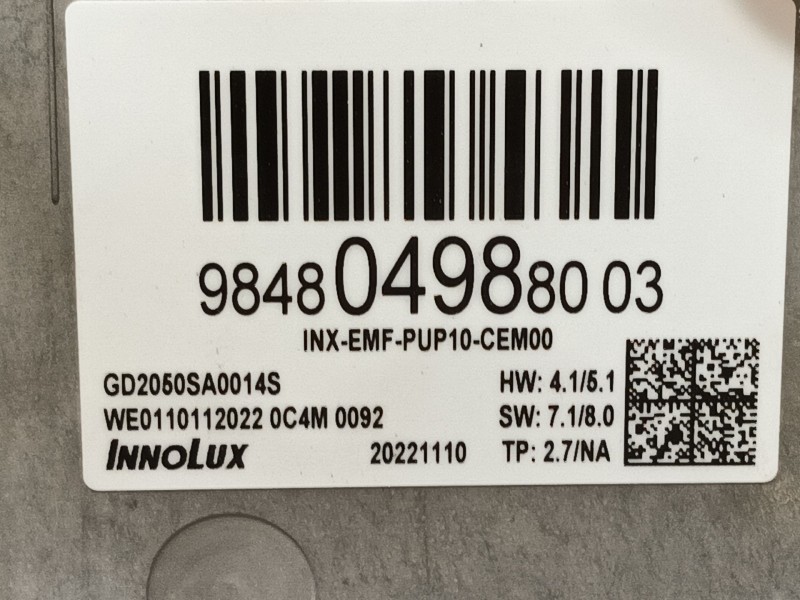 9848049880 03
INX-EMF-PUP10-CEM00
GD2050SA0014S HW: 4.1/5.1
WE0110112022 0C4M 0092 SW: 7.1/8.0
INNOLUX 20221110 TP: 2.7/NA